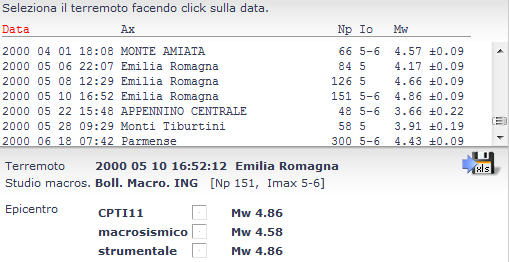 Seleziona il terremoto facendo click sulla data.
Data Ax Np Io Mw
2000 04 01 18:08 MONTE AMIATA 66 5-6 4.57 ±0.09
2000 05 06 22:07 Emilia Romagna 84 5 4.17 ±0.09
2000 05 08 12:29 Emilia Romagna 126 5 4.66 ±0.09
2000 05 10 16:52 Emilia Romagna 151 5-6 4.86 ±0.09
2000 05 22 15:48 APPENNINO CENTRALE 48 5-6 3.66 ±0.22
2000 05 28 09:29 Monti Tiburtini 58 5 3.91 ±0.19
2000 06 18 07:42 Parmense 300 5-6 4.43 ±0.09
Terremoto 2000 05 10 16:52:12 Emilia Romagna
xls
Studio macros. Boll. Macro. ING [Np 151, Imax 5-6]
Epicentro
CPTI11 Mw 4.86
macrosismico Mw 4.58
strumentale Mw 4.86